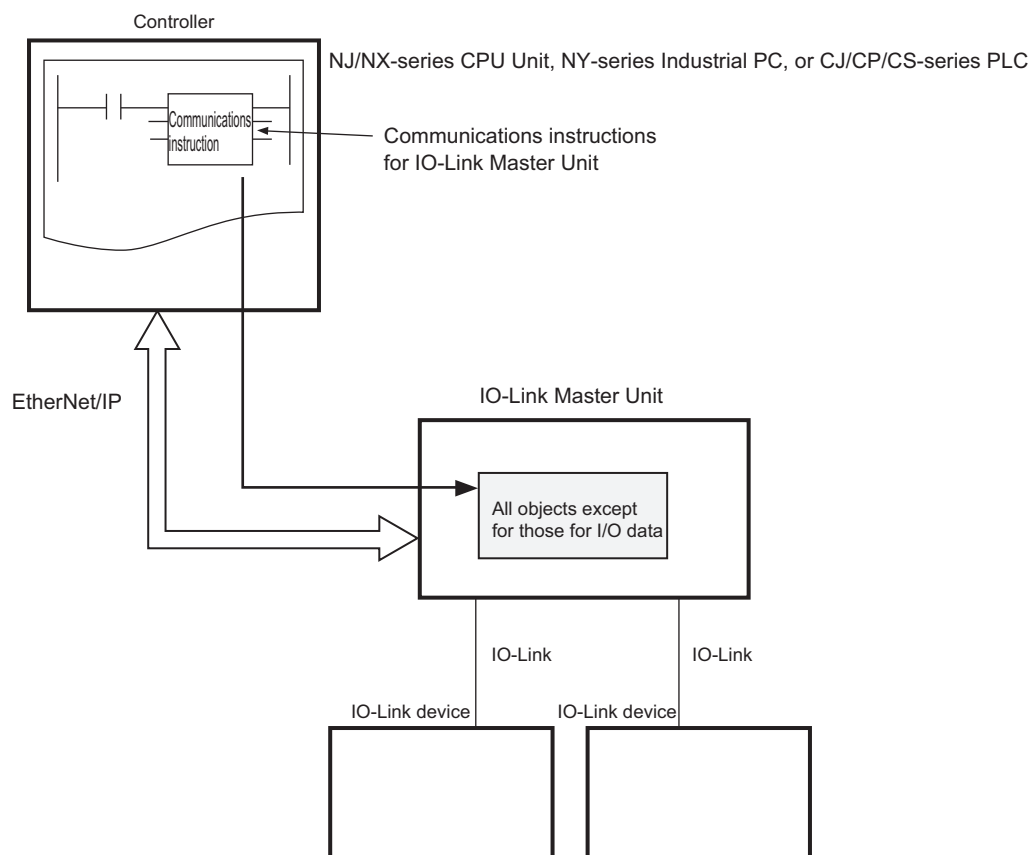 Controller
NJ/NX-series CPU Unit, NY-series Industrial PC, or CJ/CP/CS-series PLC
Communications
instruction
Communications instructions
for IO-Link Master Unit
EtherNet/IP
IO-Link Master Unit
All objects except
for those for I/O data
IO-Link
IO-Link
IO-Link device
IO-Link device